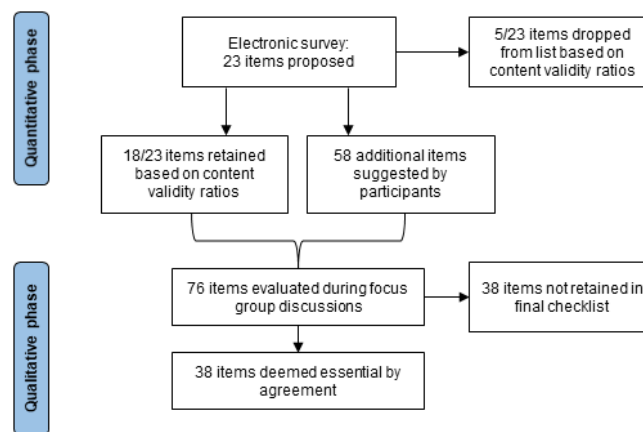 Quantitative phase
Electronic survey:
23 items proposed
5/23 items dropped
from list based on
content validity ratios
18/23 items retained
based on content
validity ratios
58 additional items
suggested by
participants
Qualitative phase
76 items evaluated during focus
group discussions
38 items not retained in
final checklist
38 items deemed essential by
agreement